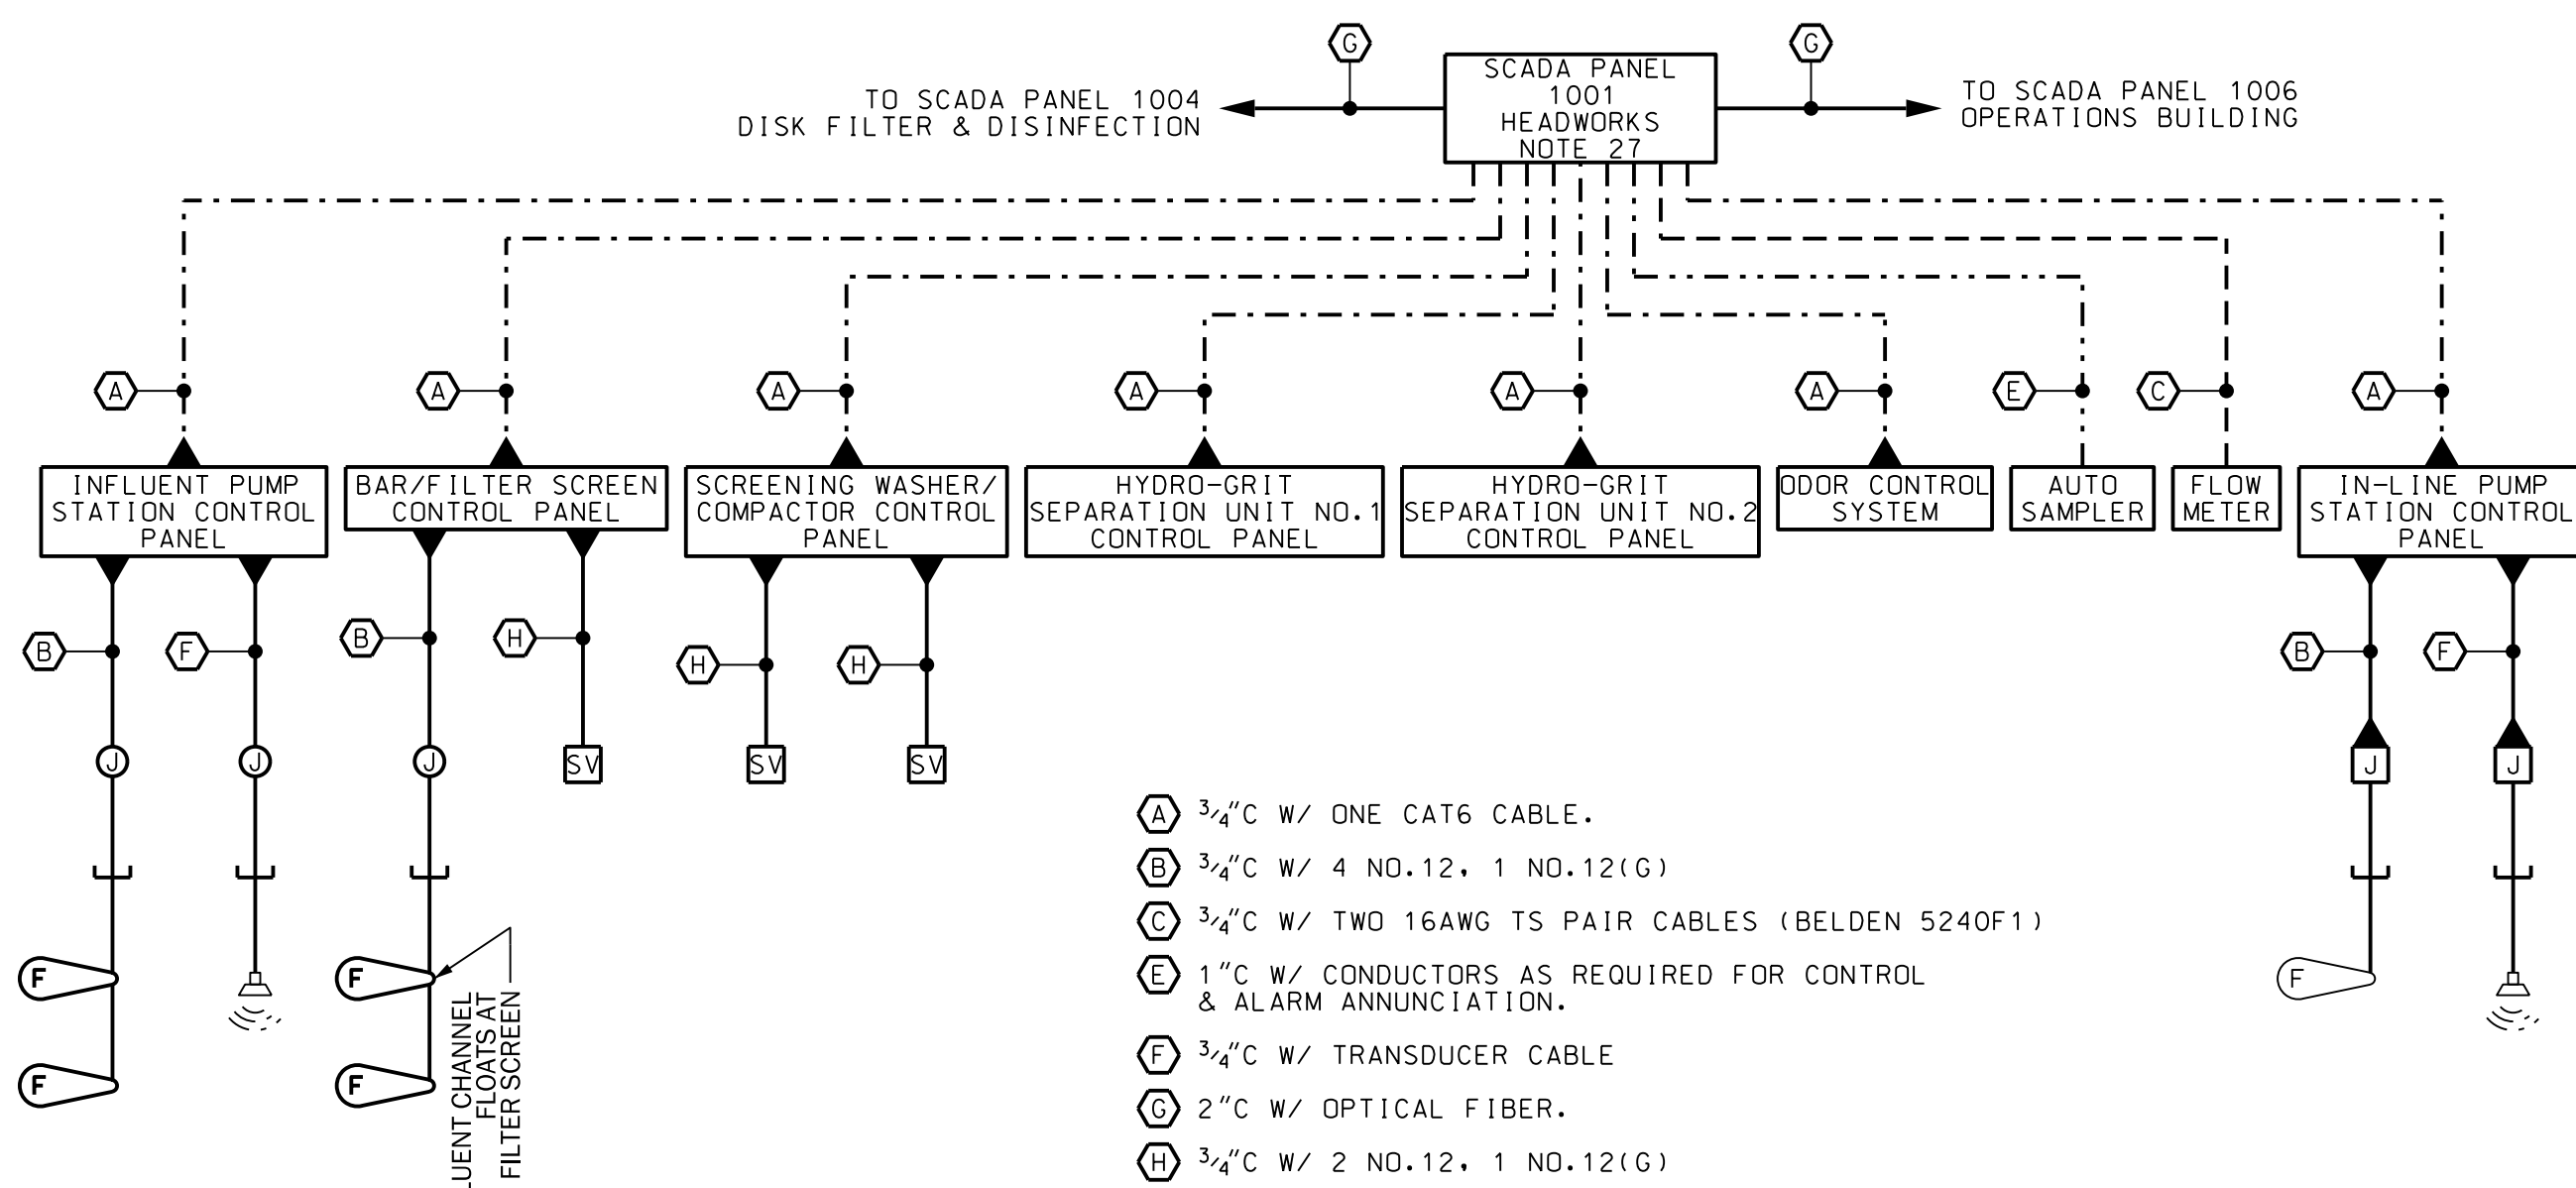 G
G
SCADA PANEL
1001
HEADWORKS
NOTE 27
TO SCADA PANEL 1004
DISK FILTER & DISINFECTION
TO SCADA PANEL 1006
OPERATIONS BUILDING
A
A
A
A
A
A
E
C
A
INFLUENT PUMP
STATION CONTROL
PANEL
BAR/FILTER SCREEN
CONTROL PANEL
SCREENING WASHER/
COMPACTOR CONTROL
PANEL
HYDRO-GRIT
SEPARATION UNIT NO.1
CONTROL PANEL
HYDRO-GRIT
SEPARATION UNIT NO.2
CONTROL PANEL
ODOR CONTROL
SYSTEM
AUTO
SAMPLER
FLOW
METER
IN-LINE PUMP
STATION CONTROL
PANEL
B
F
B
H
H
H
B
F
J
J
J
SV
SV
SV
J
J
F
F
F
F
F
LUENT CHANNEL
FLOATS AT
FILTER SCREEN
A 3/4"C W/ ONE CAT6 CABLE.
B 3/4"C W/ 4 NO.12, 1 NO.12(G)
C 3/4"C W/ TWO 16AWG TS PAIR CABLES (BELDEN 5240F1)
E 1"C W/ CONDUCTORS AS REQUIRED FOR CONTROL
& ALARM ANNUNCIATION.
F 3/4"C W/ TRANSDUCER CABLE
G 2"C W/ OPTICAL FIBER.
H 3/4"C W/ 2 NO.12, 1 NO.12(G)